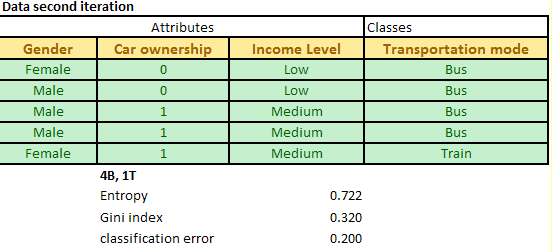 Data second iteration
Attributes Classes
Gender Car ownership Income Level Transportation mode
Female 0 Low Bus
Male 0 Low Bus
Male 1 Medium Bus
Male 1 Medium Bus
Female 1 Medium Train
4B, 1T
Entropy 0.722
Gini index 0.320
classification error 0.200